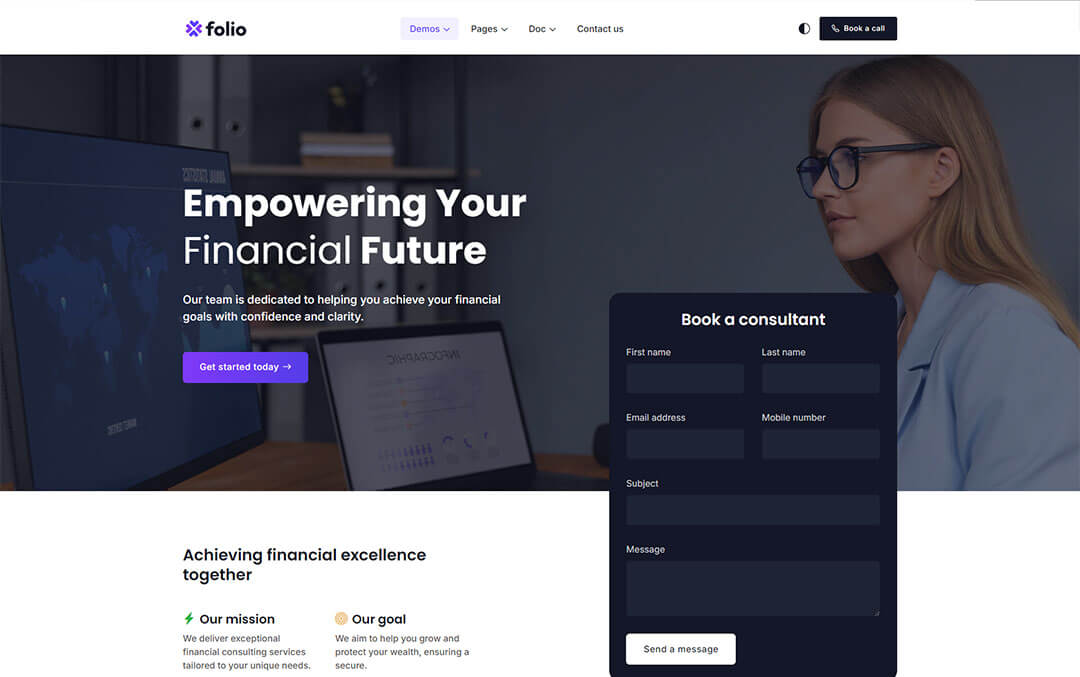 folio
Demos
Pages
Doc
Contact us
Book a call
Empowering Your
Financial Future
Our team is dedicated to helping you achieve your financial
goals with confidence and clarity.
Get started today →
INFOGRAPHIC
Book a consultant
First name
Last name
Email address
Mobile number
Subject
Message
Send a message
Achieving financial excellence
together
Our mission
We deliver exceptional
financial consulting services
tailored to your unique needs.
Our goal
We aim to help you grow and
protect your wealth, ensuring a
secure.